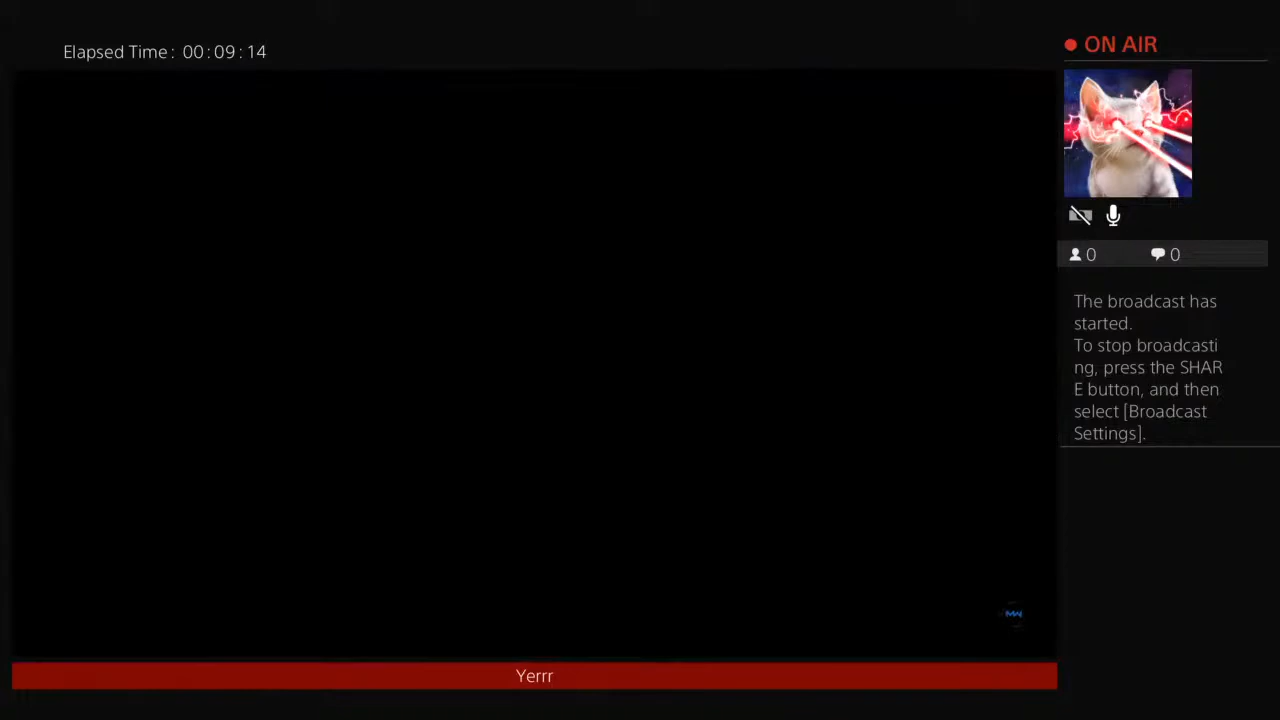 Elapsed Time: 00:09:14
ON AIR
0 0
The broadcast has
started.
To stop broadcasti
ng, press the SHAR
E button, and then
select [Broadcast
Settings].
MW
Yerrr